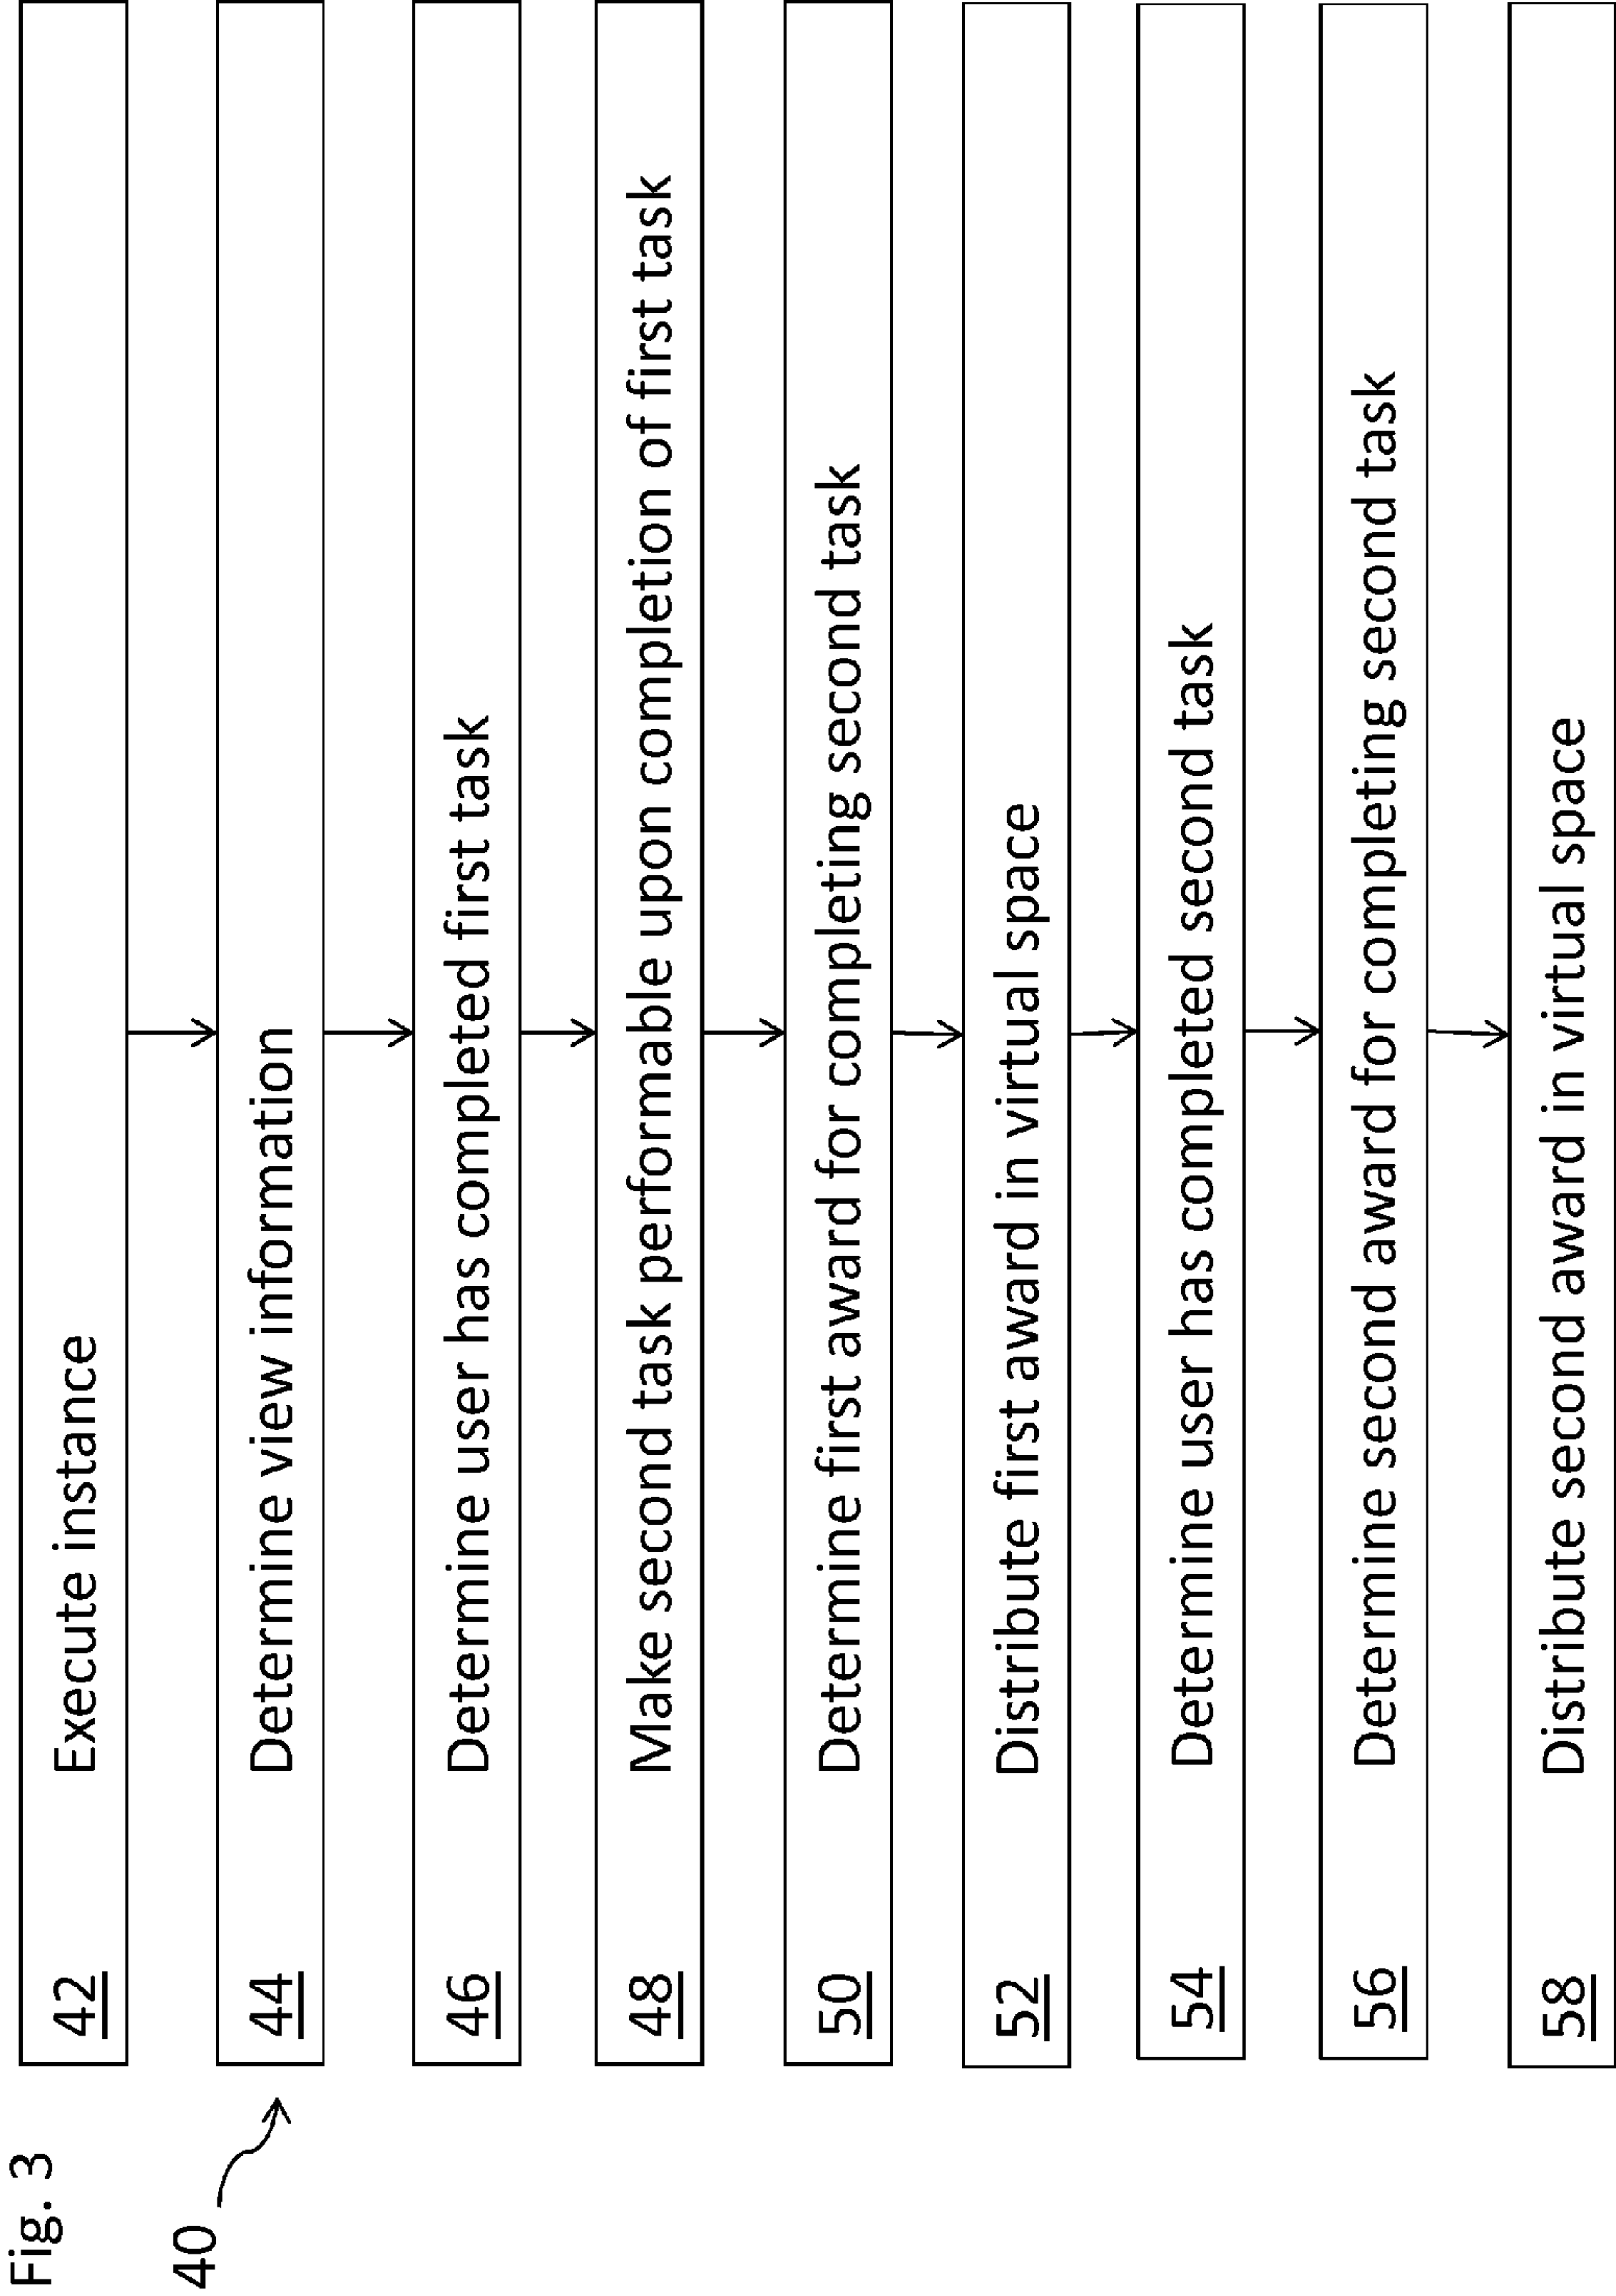 Fig. 3
40
42 Execute instance
44 Determine view information
46 Determine user has completed first task
48 Make second task performable upon completion of first task
50 Determine first award for completing second task
52 Distribute first award in virtual space
54 Determine user has completed second task
56 Determine second award for completing second task
58 Distribute second award in virtual space